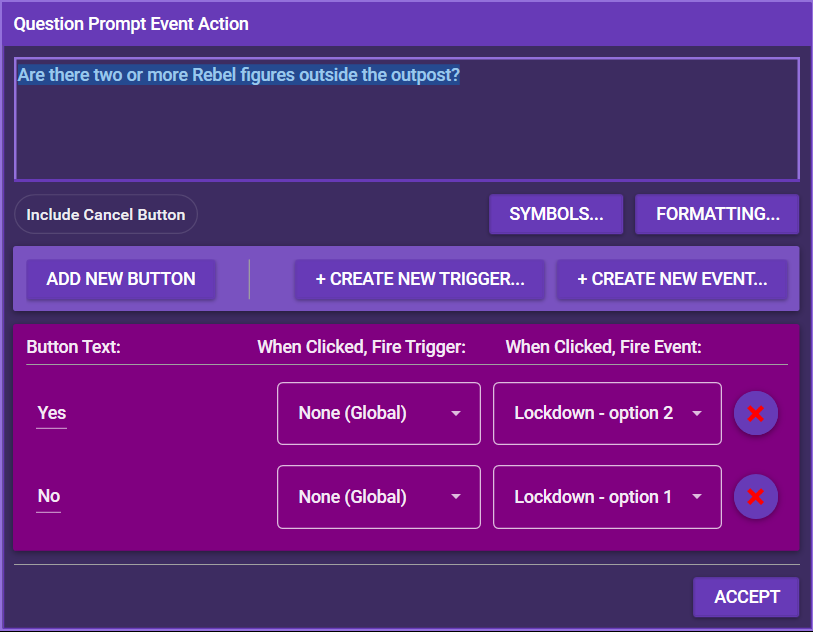 Question Prompt Event Action
Are there two or more Rebel figures outside the outpost?
Include Cancel Button
SYMBOLS...
FORMATTING...
ADD NEW BUTTON
+ CREATE NEW TRIGGER...
+ CREATE NEW EVENT...
Button Text:
When Clicked, Fire Trigger:
When Clicked, Fire Event:
Yes
None (Global)
Lockdown - option 2
No
None (Global)
Lockdown - option 1
ACCEPT